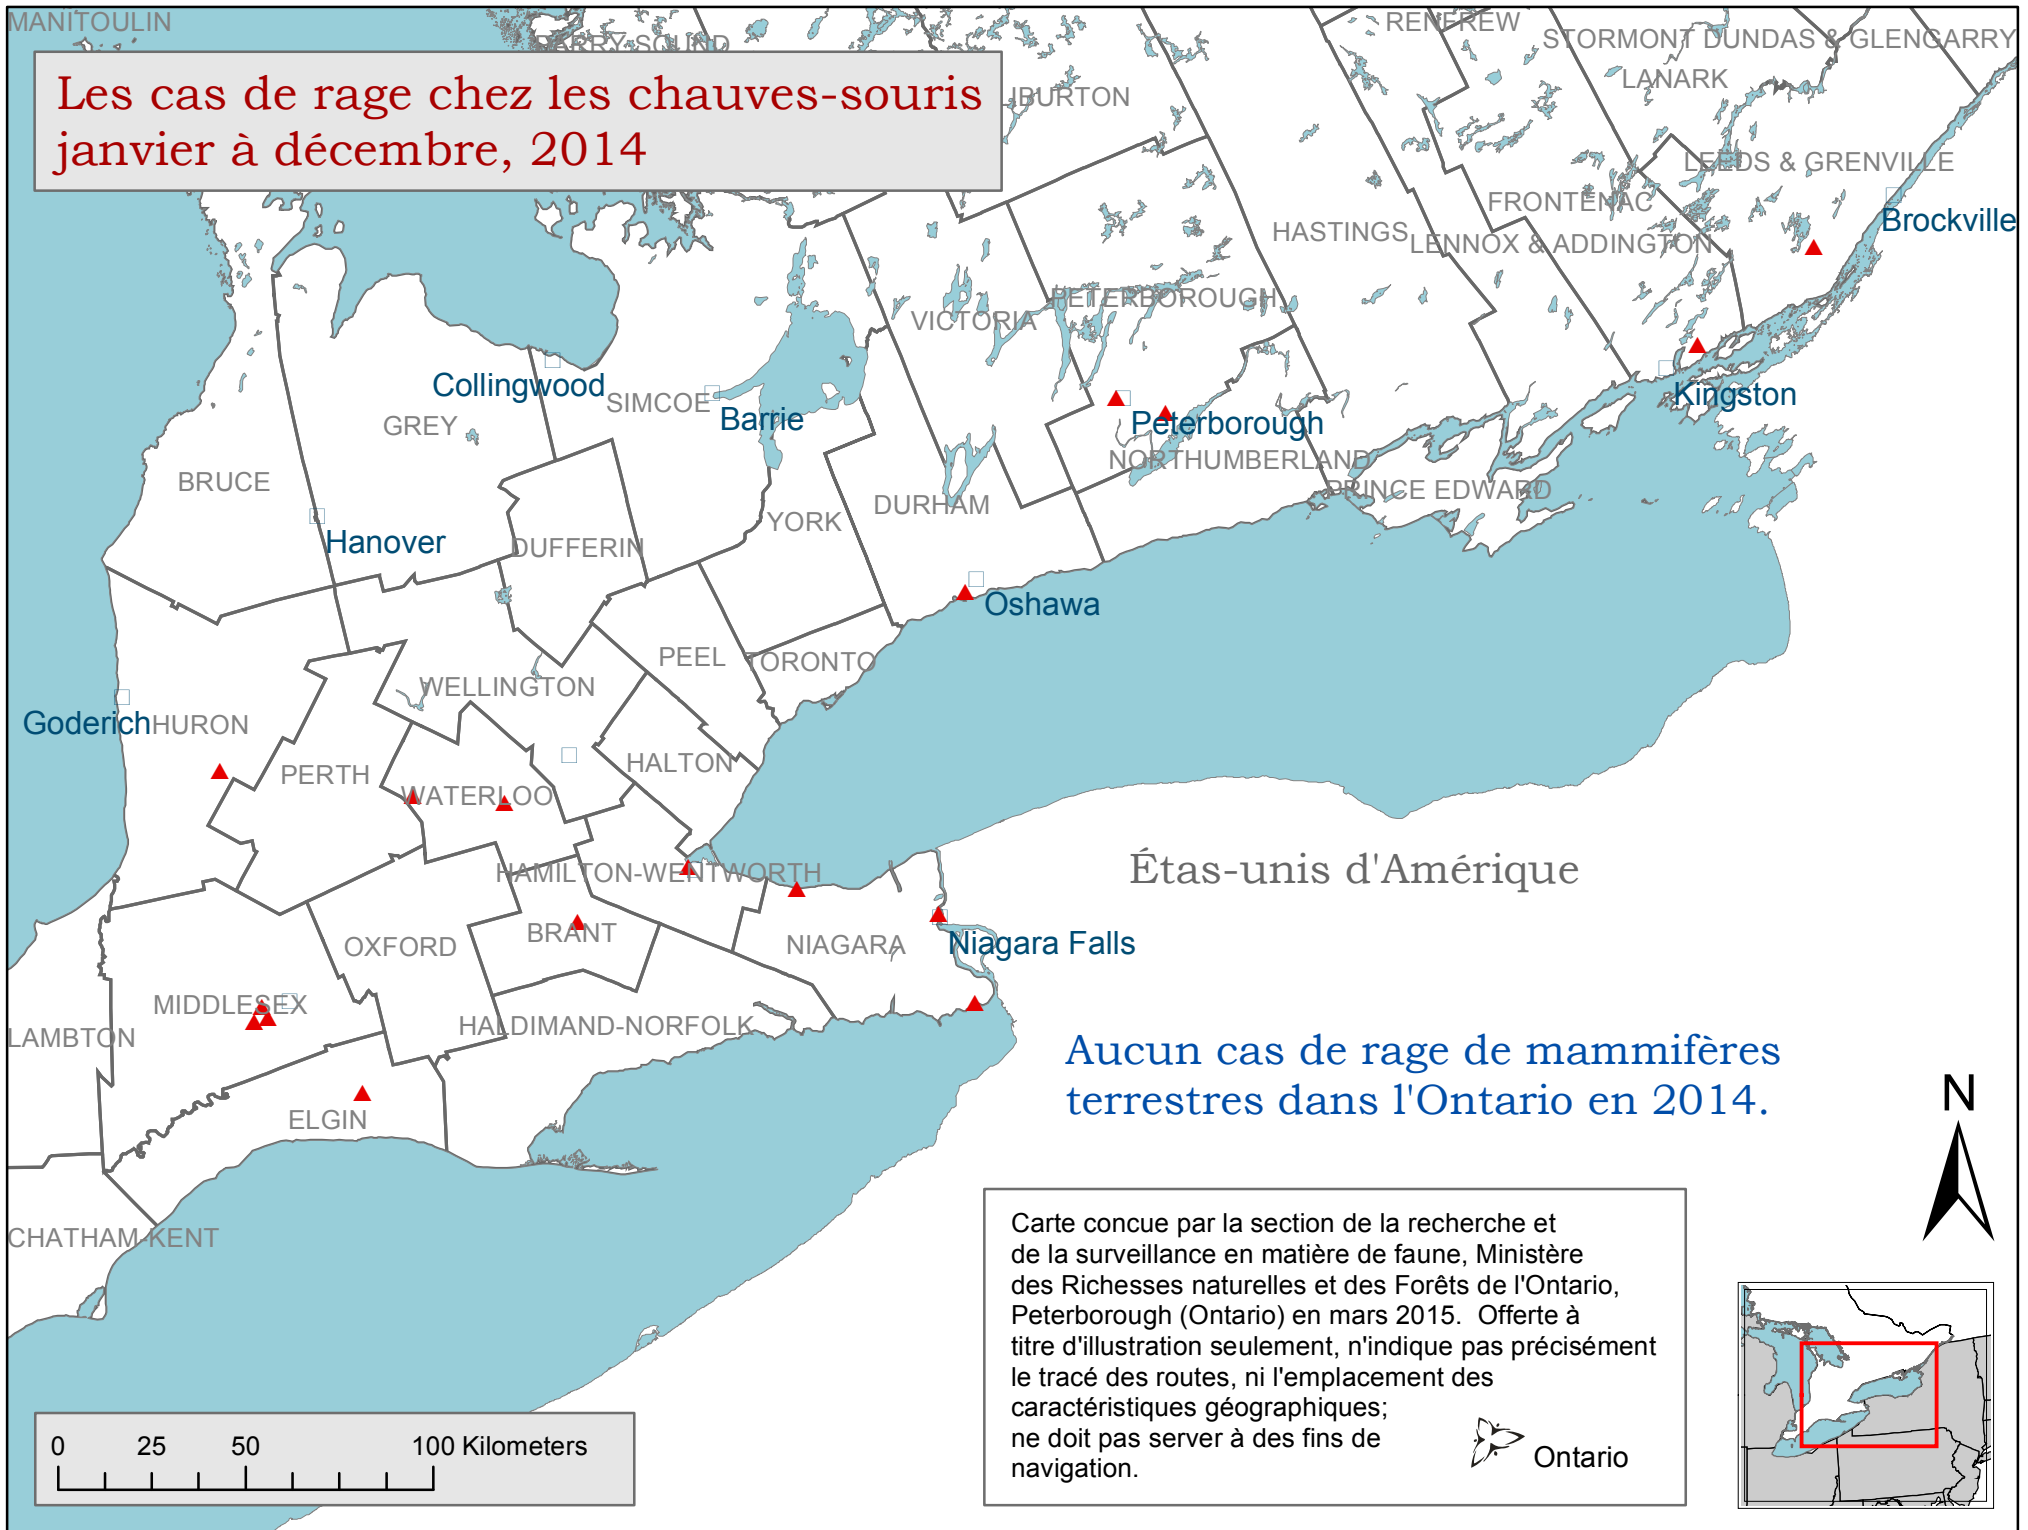 MANITOULIN
PARRY SOUND
RENFREW
STORMONT DUNDAS & GLENGARRY
LANARK
Les cas de rage chez les chauves-souris
janvier à décembre, 2014
LIBURTON
LEEDS & GRENVILLE
FRONTENAC
Brockville
HASTINGS
LENNOX & ADDINGTON
PETERBOROUGH
VICTORIA
Collingwood
SIMCOE
Barrie
GREY
Kingston
Peterborough
NORTHUMBERLAND
BRUCE
PRINCE EDWARD
DURHAM
YORK
Hanover
DUFFERIN
Oshawa
PEEL
TORONTO
WELLINGTON
Goderich
HURON
PERTH
HALTON
WATERLOO
HAMILTON-WENTWORTH
Étas-unis d'Amérique
BRANT
OXFORD
NIAGARA
Niagara Falls
MIDDLESEX
HALDIMAND-NORFOLK
LAMBTON
Aucun cas de rage de mammifères
terrestres dans l'Ontario en 2014.
ELGIN
N
CHATHAM-KENT
Carte concue par la section de la recherche et
de la surveillance en matière de faune, Ministère
des Richesses naturelles et des Forêts de l'Ontario,
Peterborough (Ontario) en mars 2015.  Offerte à
titre d'illustration seulement, n'indique pas précisément
le tracé des routes, ni l'emplacement des
caractéristiques géographiques;
ne doit pas server à des fins de
navigation.
Ontario
0 25 50 100 Kilometers